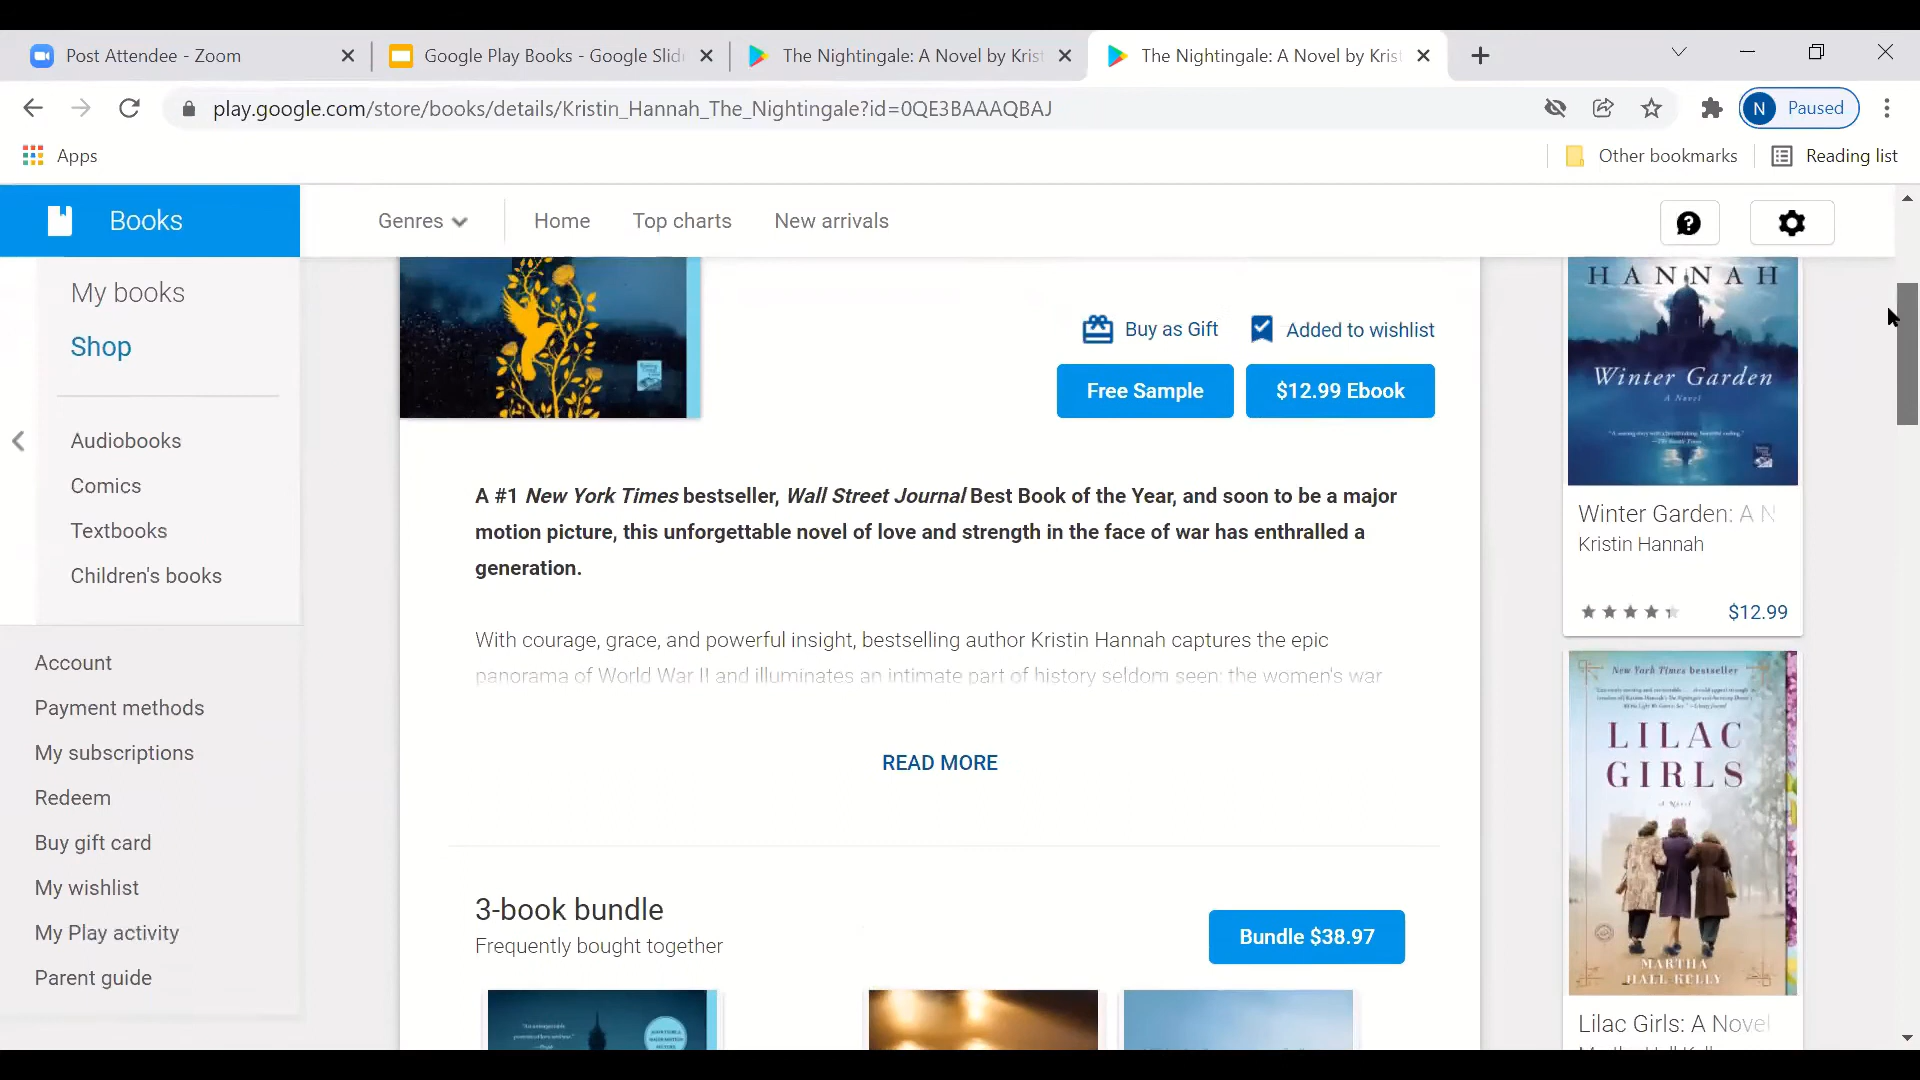 Post Attendee - Zoom
Google Play Books - Google Slid
The Nightingale: A Novel by Krist
The Nightingale: A Novel by Krist
play.google.com/store/books/details/Kristin_Hannah_The_Nightingale?id=0QE3BAAAQBAJ
N Paused
Apps
Other bookmarks
Reading list
Books
Genres
Home
Top charts
New arrivals
My books
Shop
Audiobooks
Comics
Textbooks
Children's books
Account
Payment methods
My subscriptions
Redeem
Buy gift card
My wishlist
My Play activity
Parent guide
Buy as Gift
Added to wishlist
Free Sample
$12.99 Ebook
A #1 New York Times bestseller, Wall Street Journal Best Book of the Year, and soon to be a major
motion picture, this unforgettable novel of love and strength in the face of war has enthralled a
generation.
With courage, grace, and powerful insight, bestselling author Kristin Hannah captures the epic
panorama of World War II and illuminates an intimate part of history seldom seen: the women's war
READ MORE
3-book bundle
Frequently bought together
Bundle $38.97
HANNAH
Winter Garden
A Novel
Winter Garden: A N
Kristin Hannah
$12.99
New York Times bestseller
LILAC
GIRLS
a Novel
MARTHA
HALL KELLY
Lilac Girls: A Novel